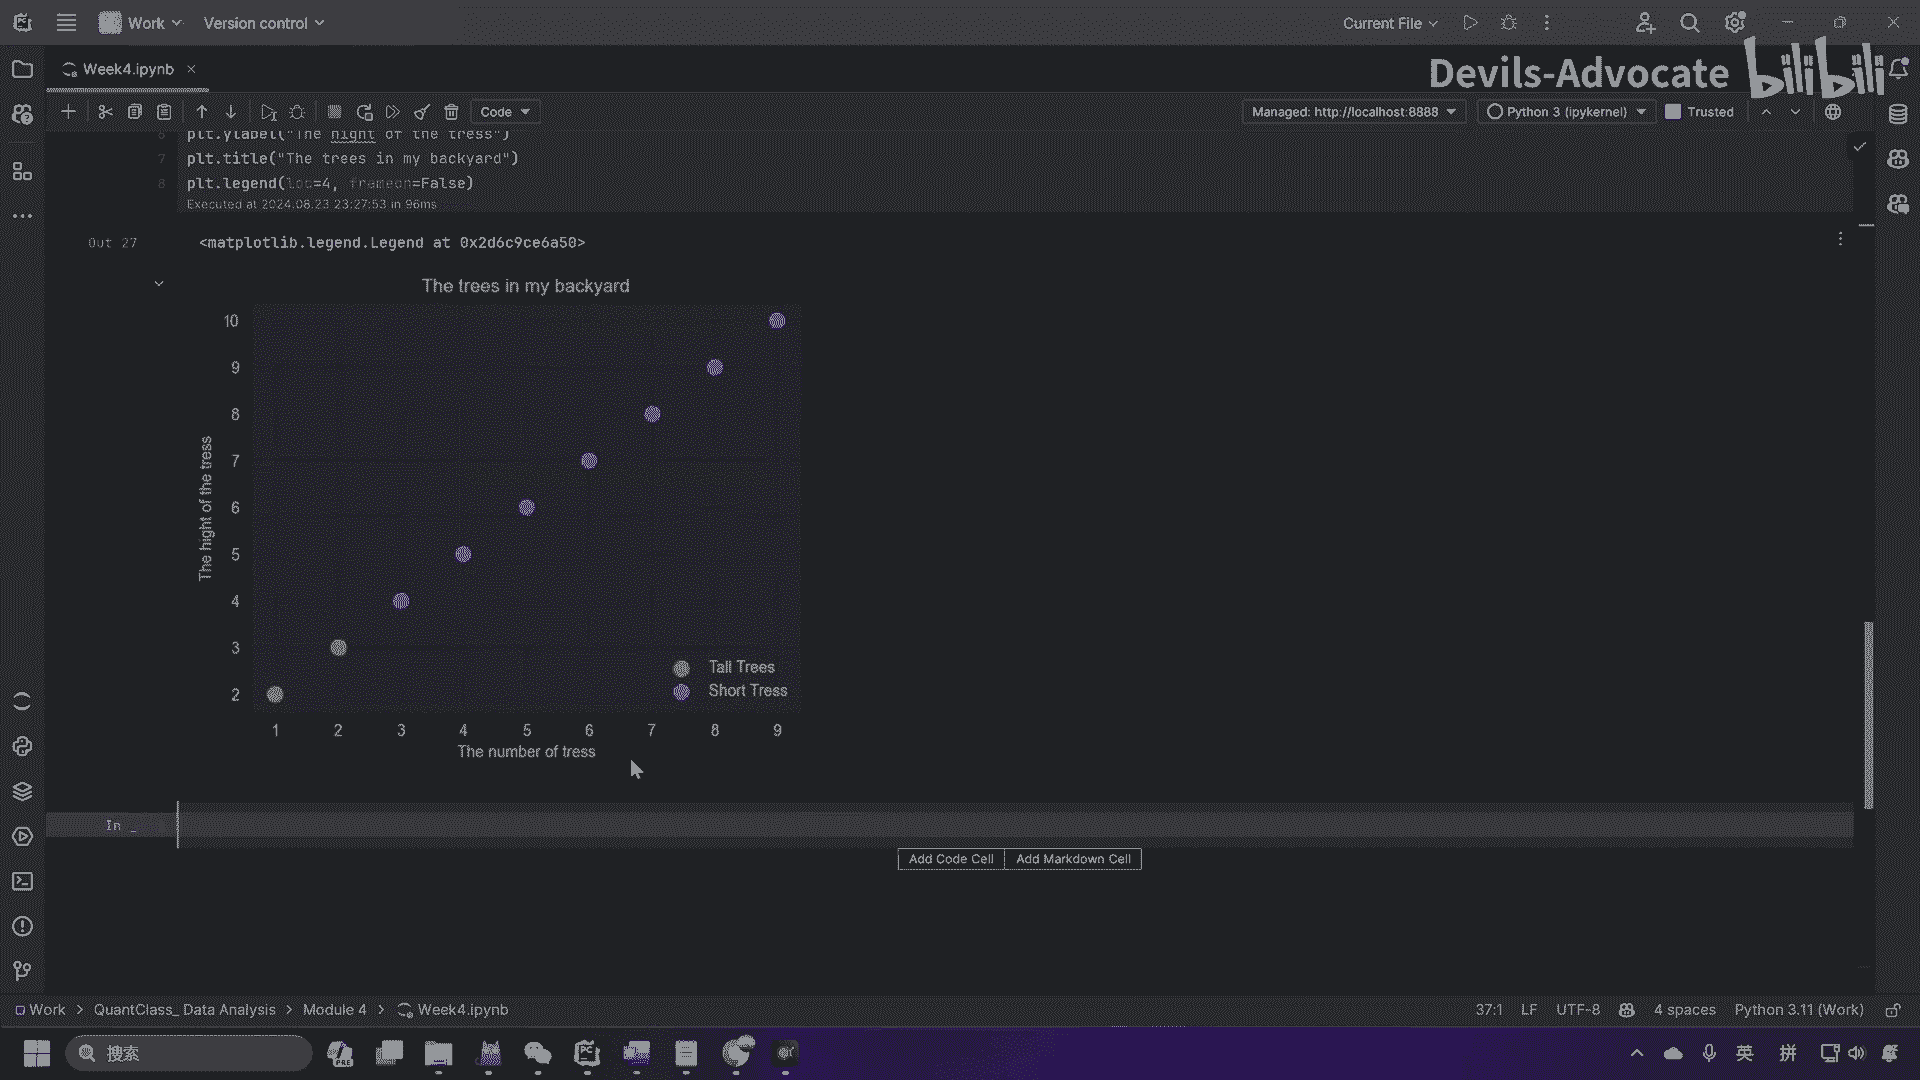 Work
Version control
Current File
Week4.ipynb
Devils-Advocate
bilibili
Code
Managed: http://localhost:8888
Python 3 (ipykernel)
Trusted
6 plt.ylabel("The hight of the tress")
7 plt.title("The trees in my backyard")
8 plt.legend(loc=4, frameon=False)
Executed at 2024.08.23 23:27:53 in 96ms
Out 27
<matplotlib.legend.Legend at 0x2d6c9ce6a50>
The trees in my backyard
10
9
8
7
6
5
4
3
2
The hight of the tress
Tall Trees
Short Tress
1 2 3 4 5 6 7 8 9
The number of tress
In _
Add Code Cell
Add Markdown Cell
Work > QuantClass_ Data Analysis > Module 4 > Week4.ipynb
37:1 LF UTF-8 4 spaces Python 3.11 (Work)
搜索
英
拼